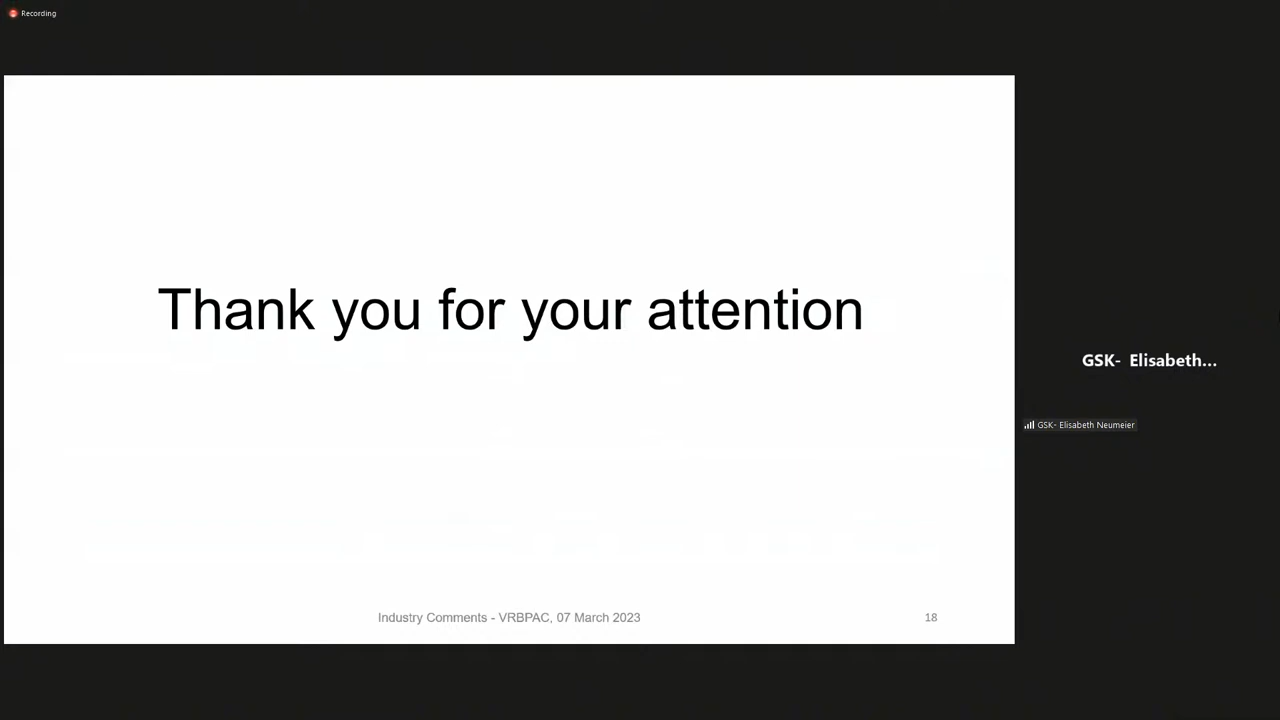 Recording
Thank you for your attention
GSK- Elisabeth...
GSK- Elisabeth Neumeier
Industry Comments - VRBPAC, 07 March 2023
18